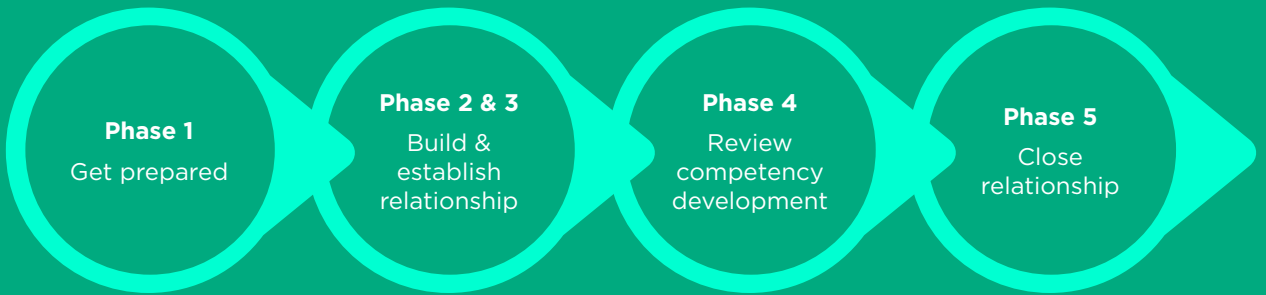 Phase 1
Get prepared
Phase 2 & 3
Build &
establish
relationship
Phase 4
Review
competency
development
Phase 5
Close
relationship